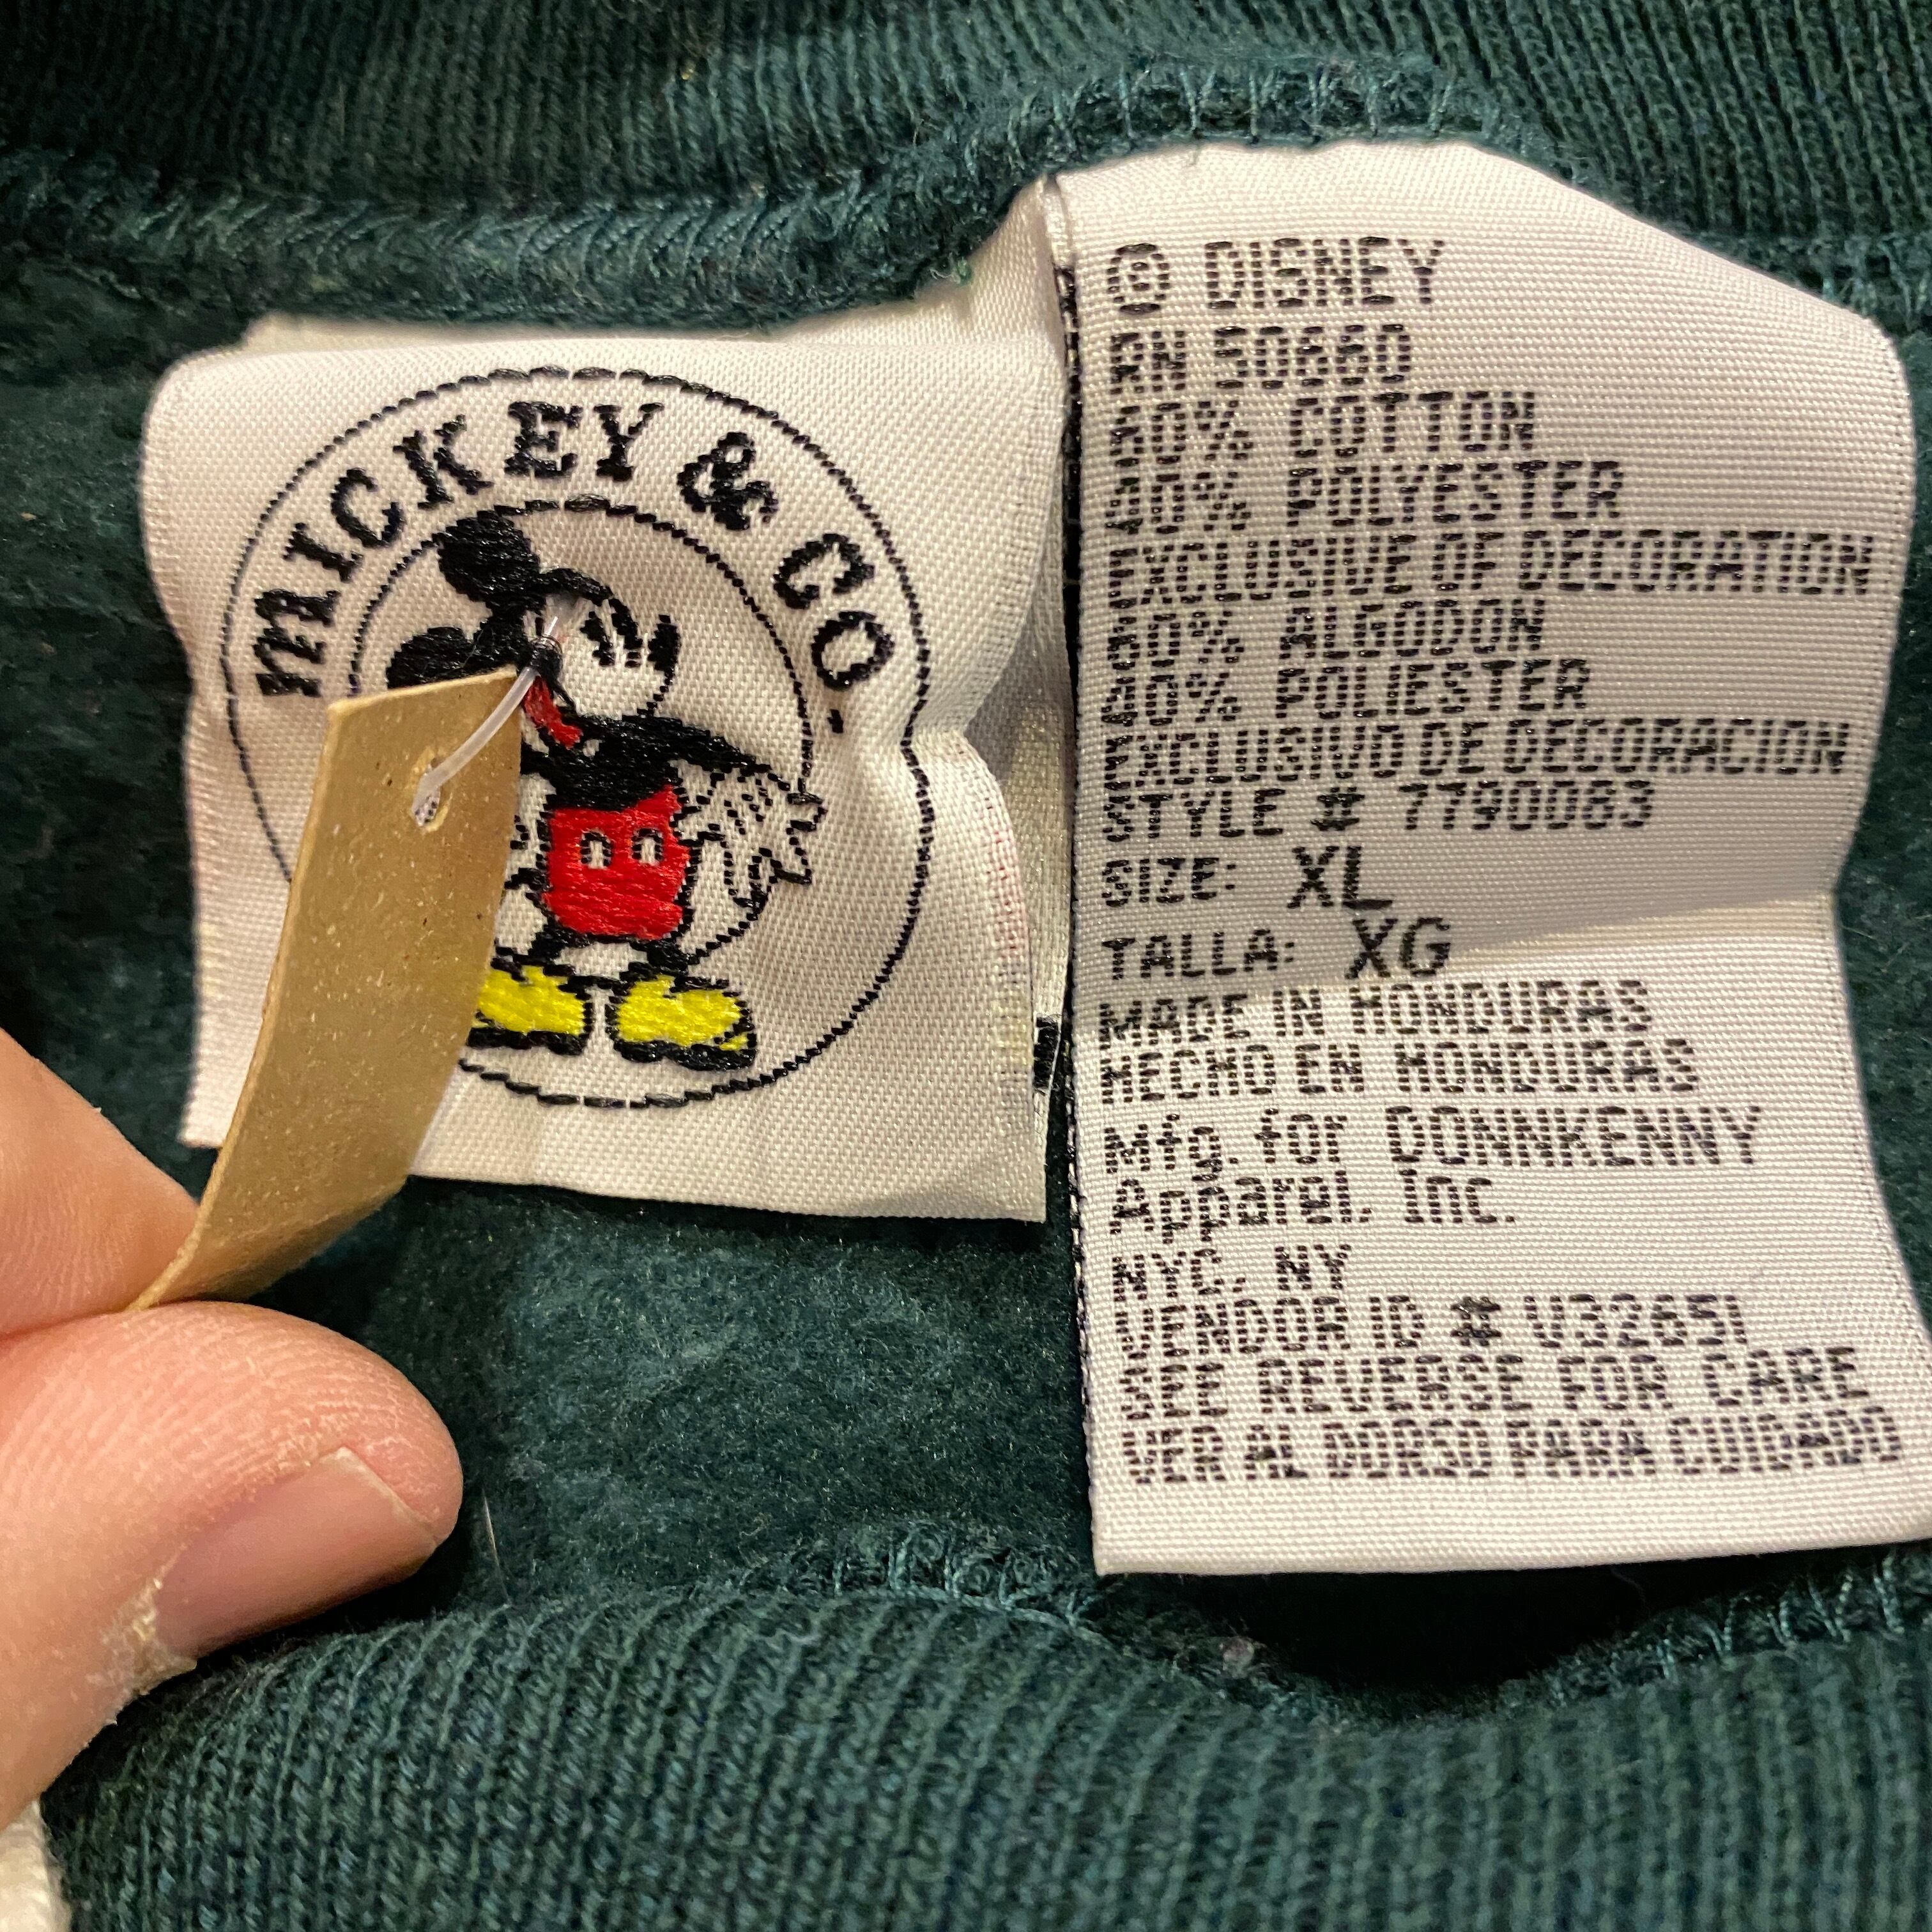 mICKEY & CO.
© DISNEY
RN 50660
60% COTTON
40% POLYESTER
EXCLUSIVE OF DECORATION
60% ALGODON
40% POLIESTER
EXCLUSIVO DE DECORACION
STYLE # 7790083
SIZE: XL
TALLA: XG
MADE IN HONDURAS
HECHO EN HONDURAS
Mfg. for DONNKENNY
Apparel, Inc.
NYC, NY
VENDOR ID # V32651
SEE REVERSE FOR CARE
VER AL DORSO PARA CUIDADO